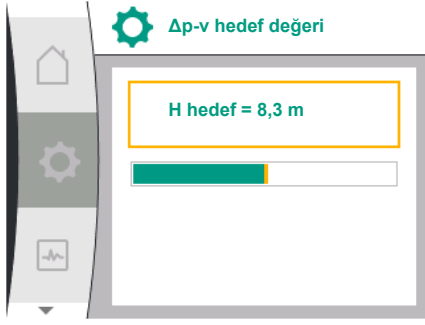 Δp-v hedef değeri
H hedef = 8,3 m